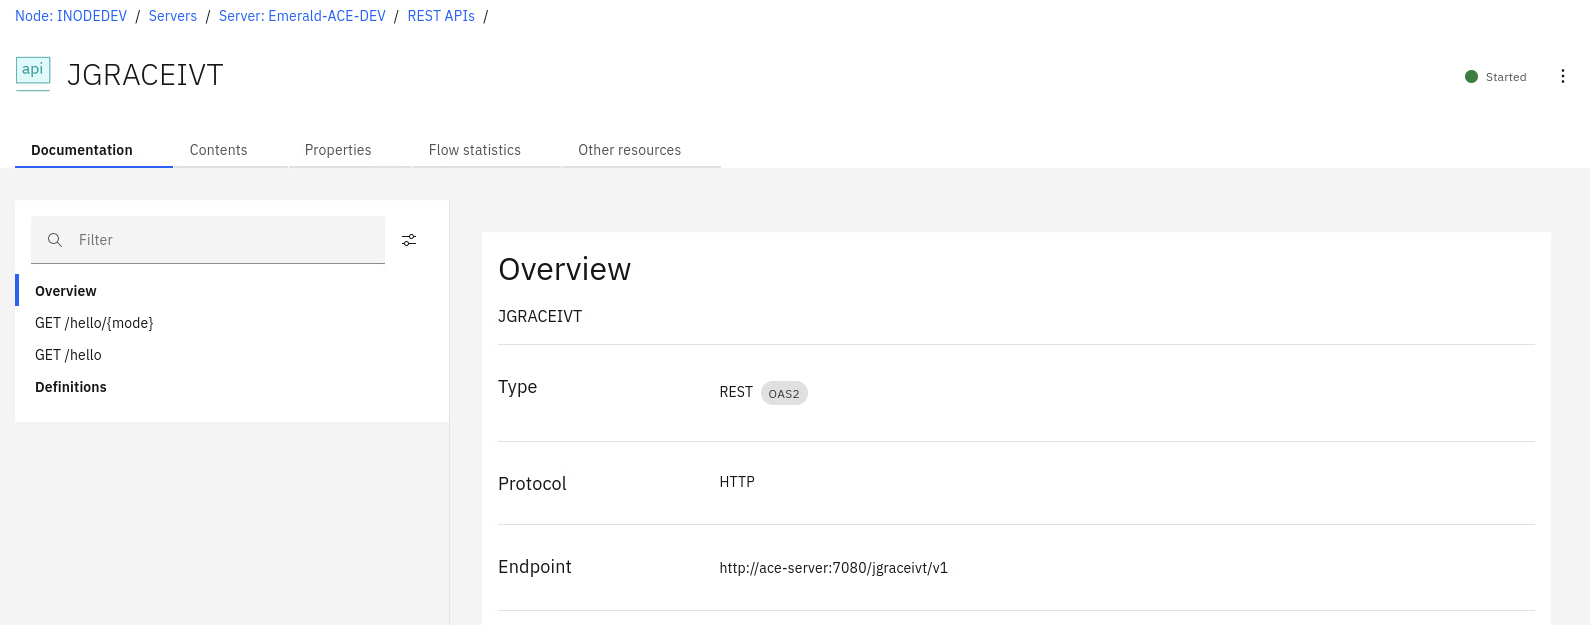 Node: INODEDEV / Servers / Server: Emerald-ACE-DEV / REST APIs /
api JGRACEIVT
Started
Documentation Contents Properties Flow statistics Other resources
Filter
Overview
GET /hello/{mode}
GET /hello
Definitions
Overview
JGRACEIVT
Type REST OAS2
Protocol HTTP
Endpoint http://ace-server:7080/jgraceivt/v1